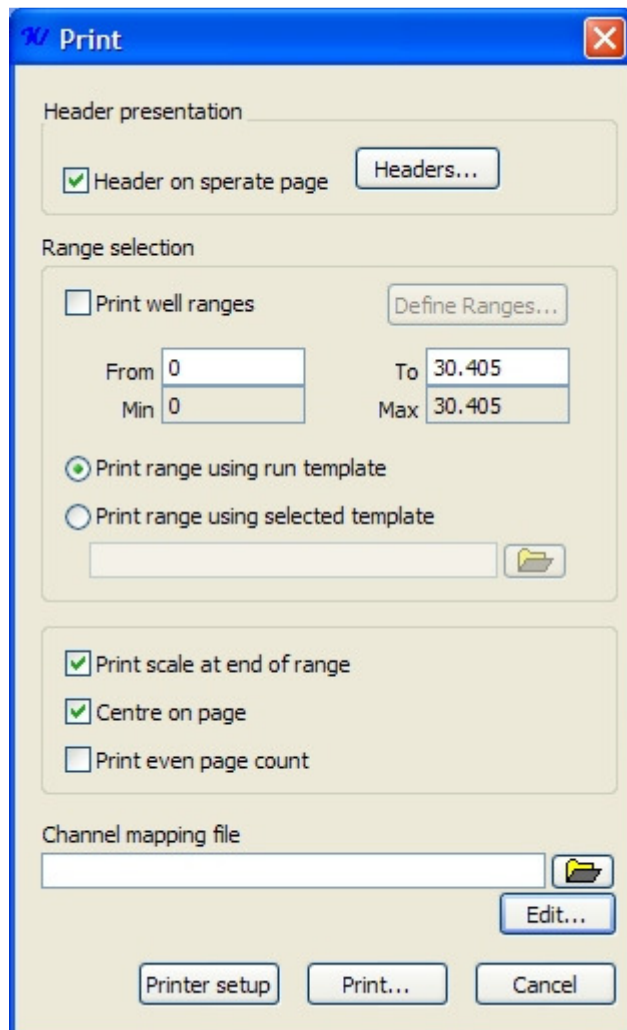 Print
Header presentation
Header on sperate page Headers...
Range selection
Print well ranges Define Ranges...
From 0 To 30.405
Min 0 Max 30.405
Print range using run template
Print range using selected template
Print scale at end of range
Centre on page
Print even page count
Channel mapping file
Edit...
Printer setup Print... Cancel